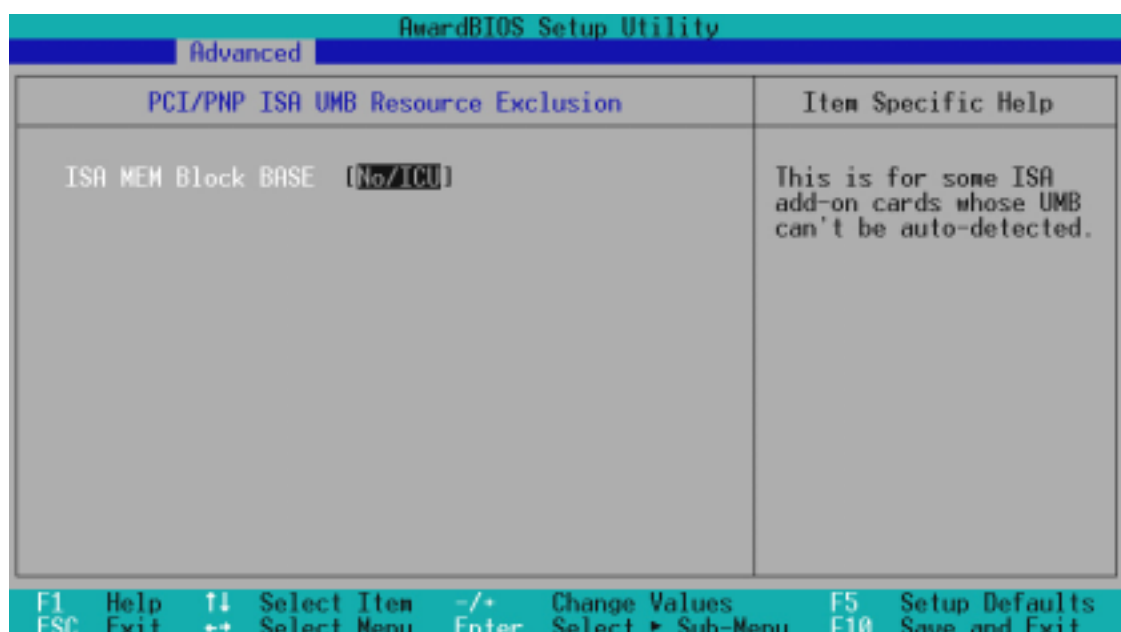 AwardBIOS Setup Utility
Advanced
PCI/PNP ISA UMB Resource Exclusion
Item Specific Help
ISA MEM Block BASE [No/ICU]
This is for some ISA
add-on cards whose UMB
can't be auto-detected.
F1 Help ↑↓ Select Item -/+ Change Values F5 Setup Defaults
ESC Exit ←→ Select Menu Enter Select ► Sub-Menu F10 Save and Exit